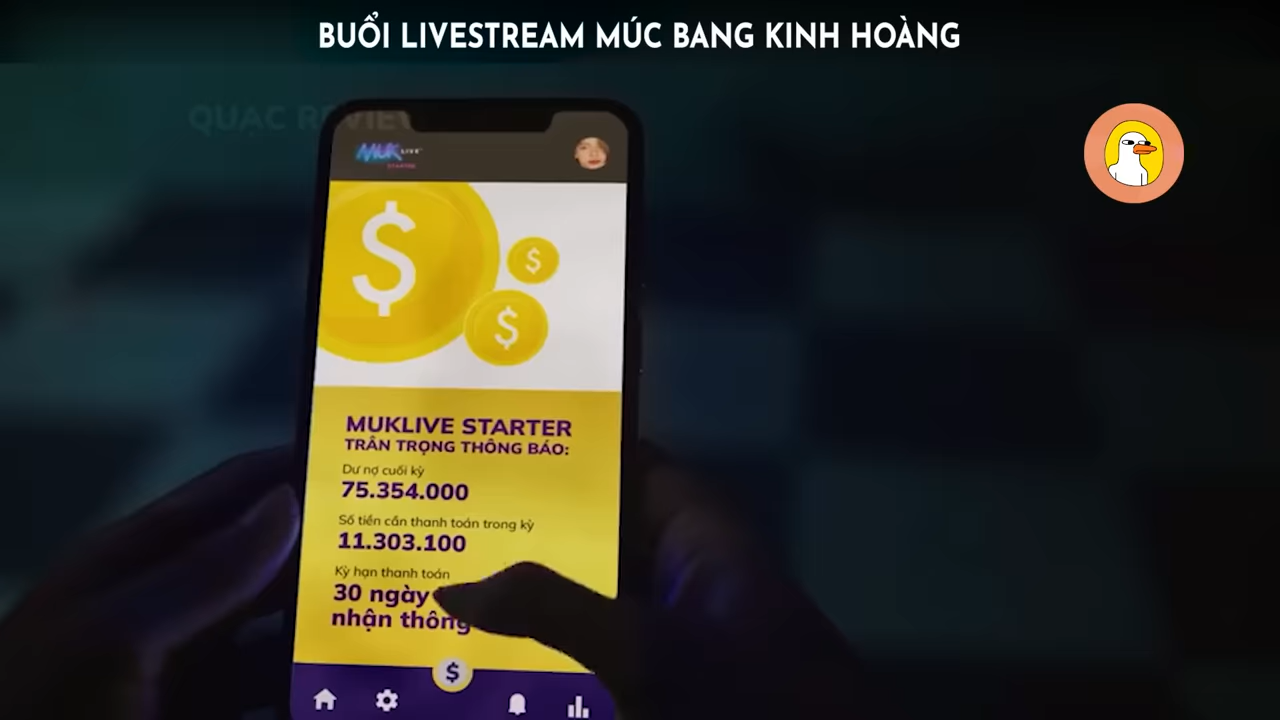 BUỔI LIVESTREAM MÚC BANG KINH HOÀNG
QUẠC REVIEW
MUK LIVE
STARTER
$
$
$
MUKLIVE STARTER
TRÂN TRỌNG THÔNG BÁO:
Dư nợ cuối kỳ
75.354.000
Số tiền cần thanh toán trong kỳ
11.303.100
Kỳ hạn thanh toán
30 ngày
nhận thông
$